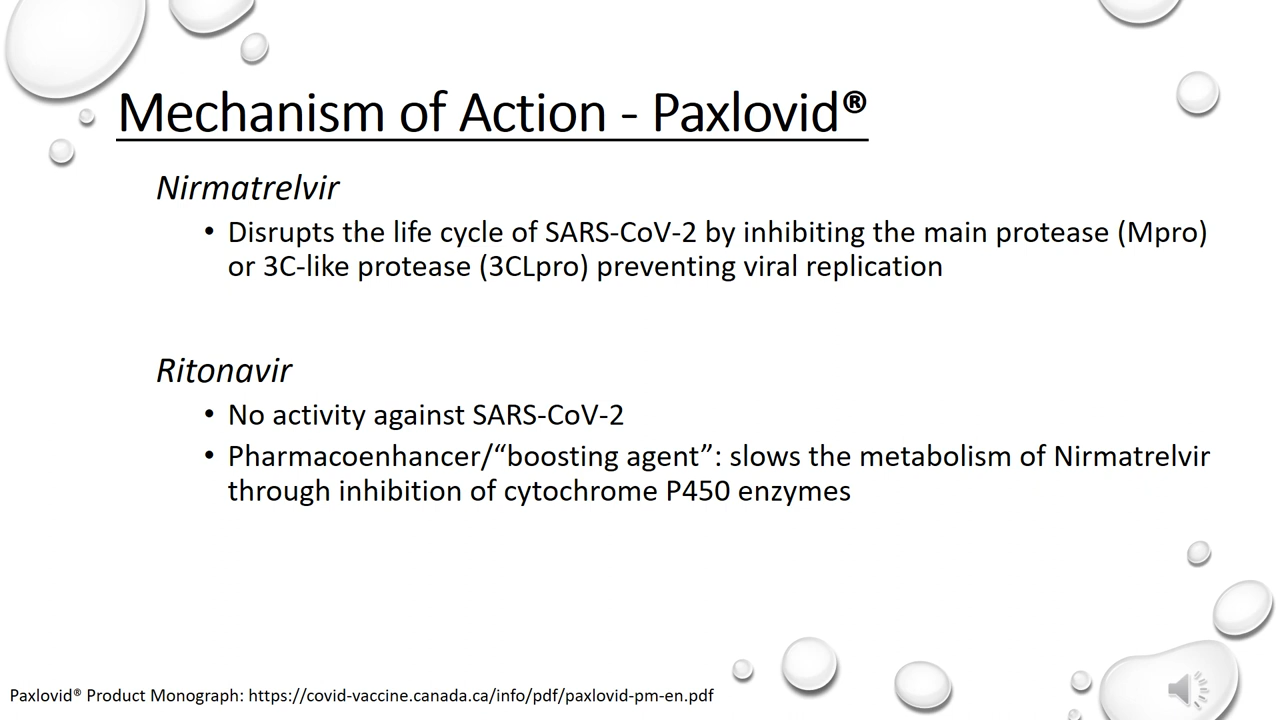 Mechanism of Action - Paxlovid®
Nirmatrelvir
• Disrupts the life cycle of SARS-CoV-2 by inhibiting the main protease (Mpro)
or 3C-like protease (3CLpro) preventing viral replication
Ritonavir
• No activity against SARS-CoV-2
• Pharmacoenhancer/“boosting agent”: slows the metabolism of Nirmatrelvir
through inhibition of cytochrome P450 enzymes
Paxlovid® Product Monograph: https://covid-vaccine.canada.ca/info/pdf/paxlovid-pm-en.pdf